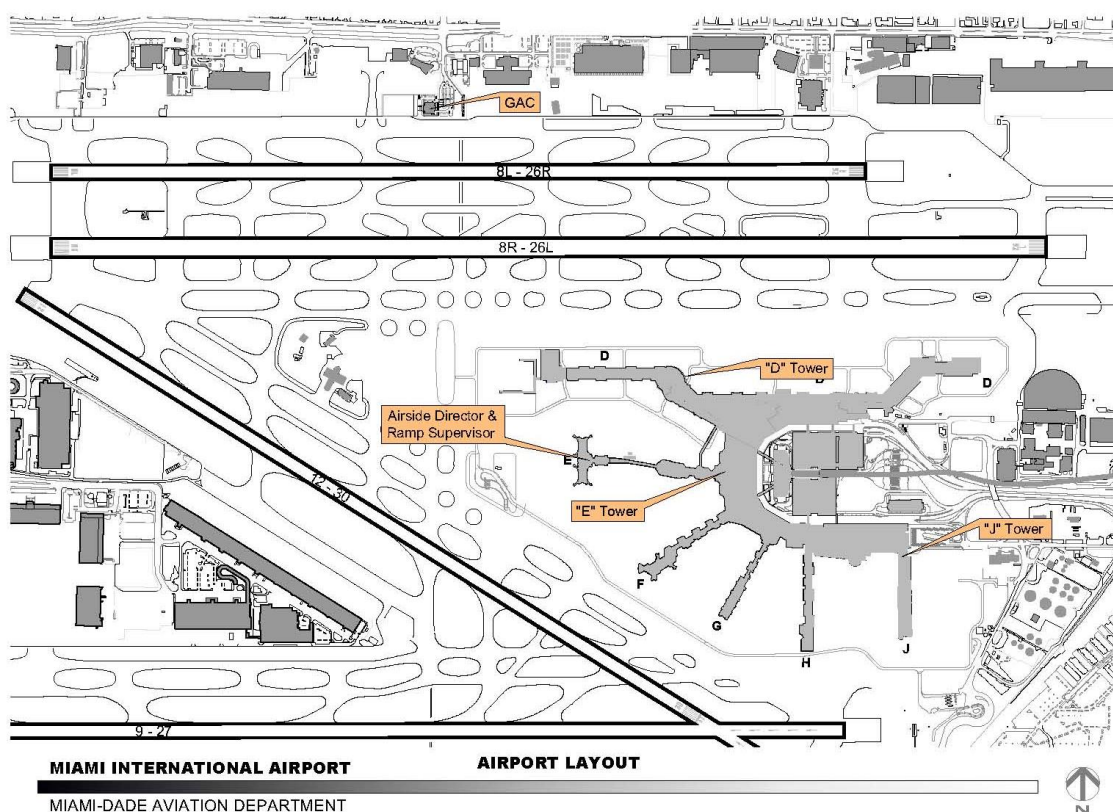 GAC
8L - 26R
8R - 26L
D
"D" Tower
D
D
Airside Director &
Ramp Supervisor
E
12 - 30
"E" Tower
"J" Tower
F
G
H
J
9 - 27
MIAMI INTERNATIONAL AIRPORT
AIRPORT LAYOUT
MIAMI-DADE AVIATION DEPARTMENT
N